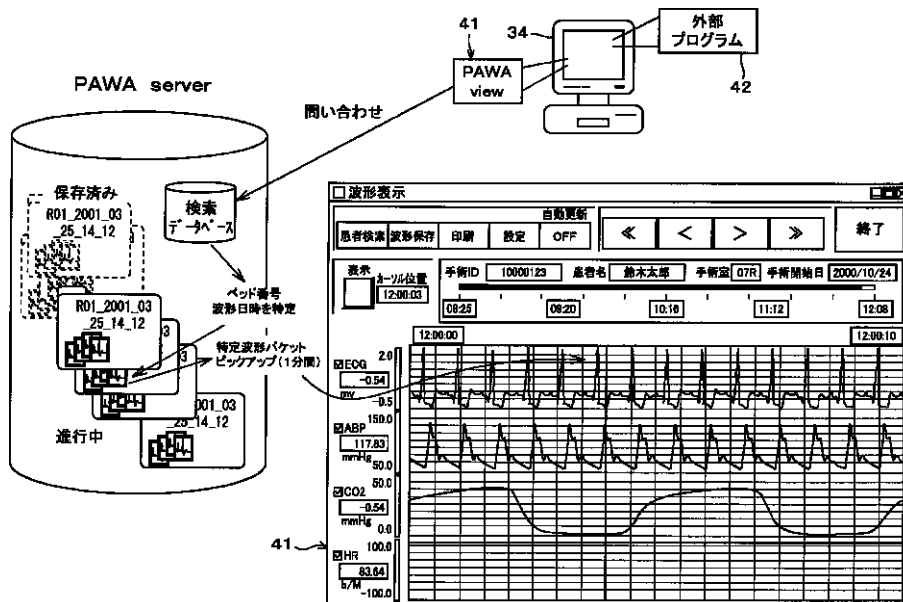 41
34
外部
プログラム
42
PAWA
view
PAWA server
問い合わせ
保存済み
R01_2001_03
_25_14_12
検索
データベース
ベッド番号
波形日時を特定
R01_2001_03
_25_14_12
3
3
特定波形パケット
ピックアップ(1分間)
2001_03
_25_14_12
進行中
波形表示
自動更新
患者検索 波形保存 印刷 設定 OFF
≪ < > ≫
終了
表示
カーソル位置
12:00:03
手術ID 10000123 患者名 鈴木太郎 手術室 07R 手術開始日 2000/10/24
08:25 09:20 10:16 11:12 12:08
12:00:00 12:00:10
2.0
ECG
-0.54
mv
-0.5
150.0
ABP
117.83
mmHg
50.0
50.0
CO2
-0.54
mmHg
0.0
41
100.0
HR
83.64
b/M
-100.0